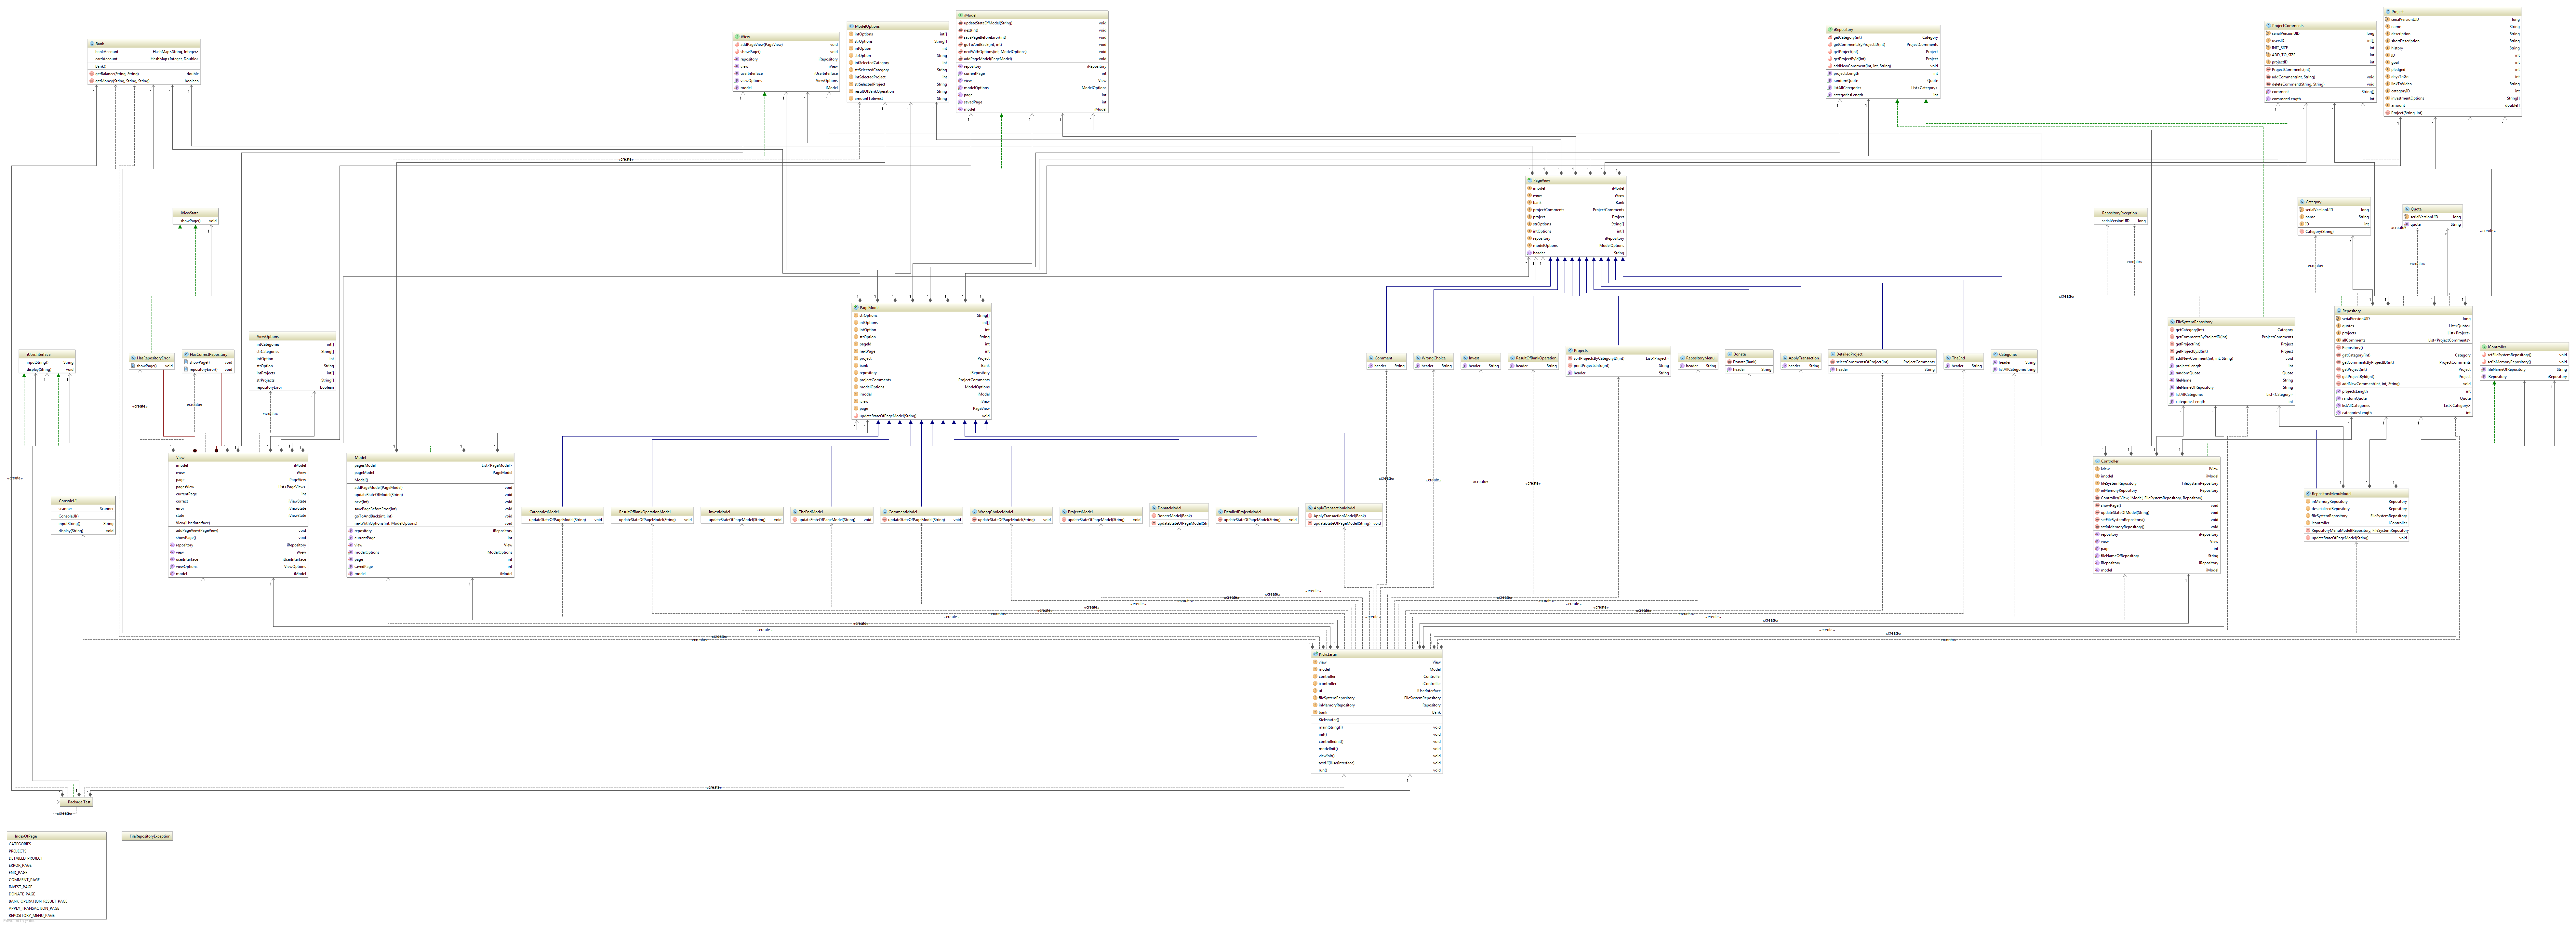 Bank
bankAccount HashMap<String, Integer>
cardAccount HashMap<Integer, Double>
Bank()
getBalance(String, String) double
getMoney(String, String, String) boolean
iView
addPageView(PageView) void
showPage() void
repository iRepository
view iView
userInterface iUserInterface
viewOptions ViewOptions
model iModel
ModelOptions
intOptions int[]
strOptions String[]
intOption int
strOption String
intSelectedCategory int
strSelectedCategory String
intSelectedProject int
strSelectedProject String
resultOfBankOperation String
amountToInvest String
iModel
updateStateOfModel(String) void
next(int) void
savePageBeforeError(int) void
goToAndBack(int, int) void
nextWithOptions(int, ModelOptions) void
addPageModel(PageModel) void
repository iRepository
currentPage int
view View
modelOptions ModelOptions
page int
savedPage int
model iModel
iRepository
getCategory(int) Category
getCommentsByProjectID(int) ProjectComments
getProject(int) Project
getProjectById(int) Project
addNewComment(int, int, String) void
projectsLength int
randomQuote Quote
listAllCategories List<Category>
categoriesLength int
ProjectComments
serialVersionUID long
usersID int[]
INIT_SIZE int
ADD_TO_SIZE int
projectID int
ProjectComments(int)
addComment(int, String) void
deleteComment(String, String) void
comment String[]
commentLength int
Project
serialVersionUID long
name String
description String
shortDescription String
history String
ID int
goal int
pledged int
daysToGo int
linkToVideo String
categoryID int
investmentOptions String[]
amount double[]
Project(String, int)
PageView
imodel iModel
iview iView
bank Bank
projectComments ProjectComments
project Project
strOptions String[]
intOptions int[]
repository iRepository
modelOptions ModelOptions
header String
iViewState
showPage() void
RepositoryException
serialVersionUID long
Category
serialVersionUID long
name String
ID int
Category(String)
Quote
serialVersionUID long
quote String
PageModel
strOptions String[]
intOptions int[]
intOption int
strOption String
pageId int
nextPage int
project Project
bank Bank
repository iRepository
projectComments ProjectComments
modelOptions ModelOptions
imodel iModel
iview iView
page PageView
updateStateOfPageModel(String) void
iUserInterface
inputString() String
display(String) void
HasRepositoryError
showPage() void
HasCorrectRepository
showPage() void
repositoryError() void
ViewOptions
intCategories int[]
strCategories String[]
intOption int
strOption String
intProjects int[]
strProjects String[]
repositoryError boolean
Comment
header String
WrongChoice
header String
Invest
header String
ResultOfBankOperation
header String
Projects
sortProjectsByCategoryID(int) List<Project>
printProjectsInfo(int) String
header String
RepositoryMenu
header String
Donate
Donate(Bank)
header String
ApplyTransaction
header String
DetailedProject
selectCommentsOfProject(int) ProjectComments
header String
TheEnd
header String
Categories
header String
listAllCategories String
FileSystemRepository
getCategory(int) Category
getCommentsByProjectID(int) ProjectComments
getProject(int) Project
getProjectById(int) Project
addNewComment(int, int, String) void
projectsLength int
randomQuote Quote
fileName String
fileNameOfRepository String
listAllCategories List<Category>
categoriesLength int
Repository
serialVersionUID long
quotes List<Quote>
projects List<Project>
allComments List<ProjectComments>
Repository()
getCategory(int) Category
getCommentsByProjectID(int) ProjectComments
getProject(int) Project
getProjectById(int) Project
addNewComment(int, int, String) void
projectsLength int
randomQuote Quote
listAllCategories List<Category>
categoriesLength int
iController
setFileSystemRepository() void
setInMemoryRepository() void
fileNameOfRepository String
IRepository iRepository
View
imodel iModel
iview iView
page PageView
pagesView List<PageView>
currentPage int
correct iViewState
error iViewState
state iViewState
View(iUserInterface)
addPageView(PageView) void
showPage() void
repository iRepository
view iView
userInterface iUserInterface
viewOptions ViewOptions
model iModel
Model
pagesModel List<PageModel>
pageModel PageModel
Model()
addPageModel(PageModel) void
updateStateOfModel(String) void
next(int) void
savePageBeforeError(int) void
goToAndBack(int, int) void
nextWithOptions(int, ModelOptions) void
repository iRepository
currentPage int
view View
modelOptions ModelOptions
page int
savedPage int
model iModel
ConsoleUI
scanner Scanner
ConsoleUI()
inputString() String
display(String) void
CategoriesModel
updateStateOfPageModel(String) void
ResultOfBankOperationModel
updateStateOfPageModel(String) void
InvestModel
updateStateOfPageModel(String) void
TheEndModel
updateStateOfPageModel(String) void
CommentModel
updateStateOfPageModel(String) void
WrongChoiceModel
updateStateOfPageModel(String) void
ProjectsModel
updateStateOfPageModel(String) void
DonateModel
DonateModel(Bank)
updateStateOfPageModel(Stri
DetailedProjectModel
updateStateOfPageModel(String) void
ApplyTransactionModel
ApplyTransactionModel(Bank)
updateStateOfPageModel(String) void
Controller
iview iView
imodel iModel
fileSystemRepository FileSystemRepository
inMemoryRepository Repository
Controller(View, iModel, FileSystemRepository, Repository)
showPage() void
updateStateOfModel(String) void
setFileSystemRepository() void
setInMemoryRepository() void
repository iRepository
view View
page int
fileNameOfRepository String
IRepository iRepository
model iModel
RepositoryMenuModel
inMemoryRepository Repository
deserializedRepository Repository
fileSystemRepository FileSystemRepository
icontroller iController
RepositoryMenuModel(Repository, FileSystemRepository
updateStateOfPageModel(String) void
Kickstarter
view View
model Model
controller Controller
icontroller iController
ui iUserInterface
fileSystemRepository FileSystemRepository
inMemoryRepository Repository
bank Bank
Kickstarter()
main(String[]) void
init() void
controllerInit() void
modelInit() void
viewInit() void
testUI(iUserInterface) void
run() void
Package Test
«create»
IndexOfPage
CATEGORIES
PROJECTS
DETAILED_PROJECT
ERROR_PAGE
END_PAGE
COMMENT_PAGE
INVEST_PAGE
DONATE_PAGE
BANK_OPERATION_RESULT_PAGE
APPLY_TRANSACTION_PAGE
REPOSITORY_MENU_PAGE
FileRepositoryException